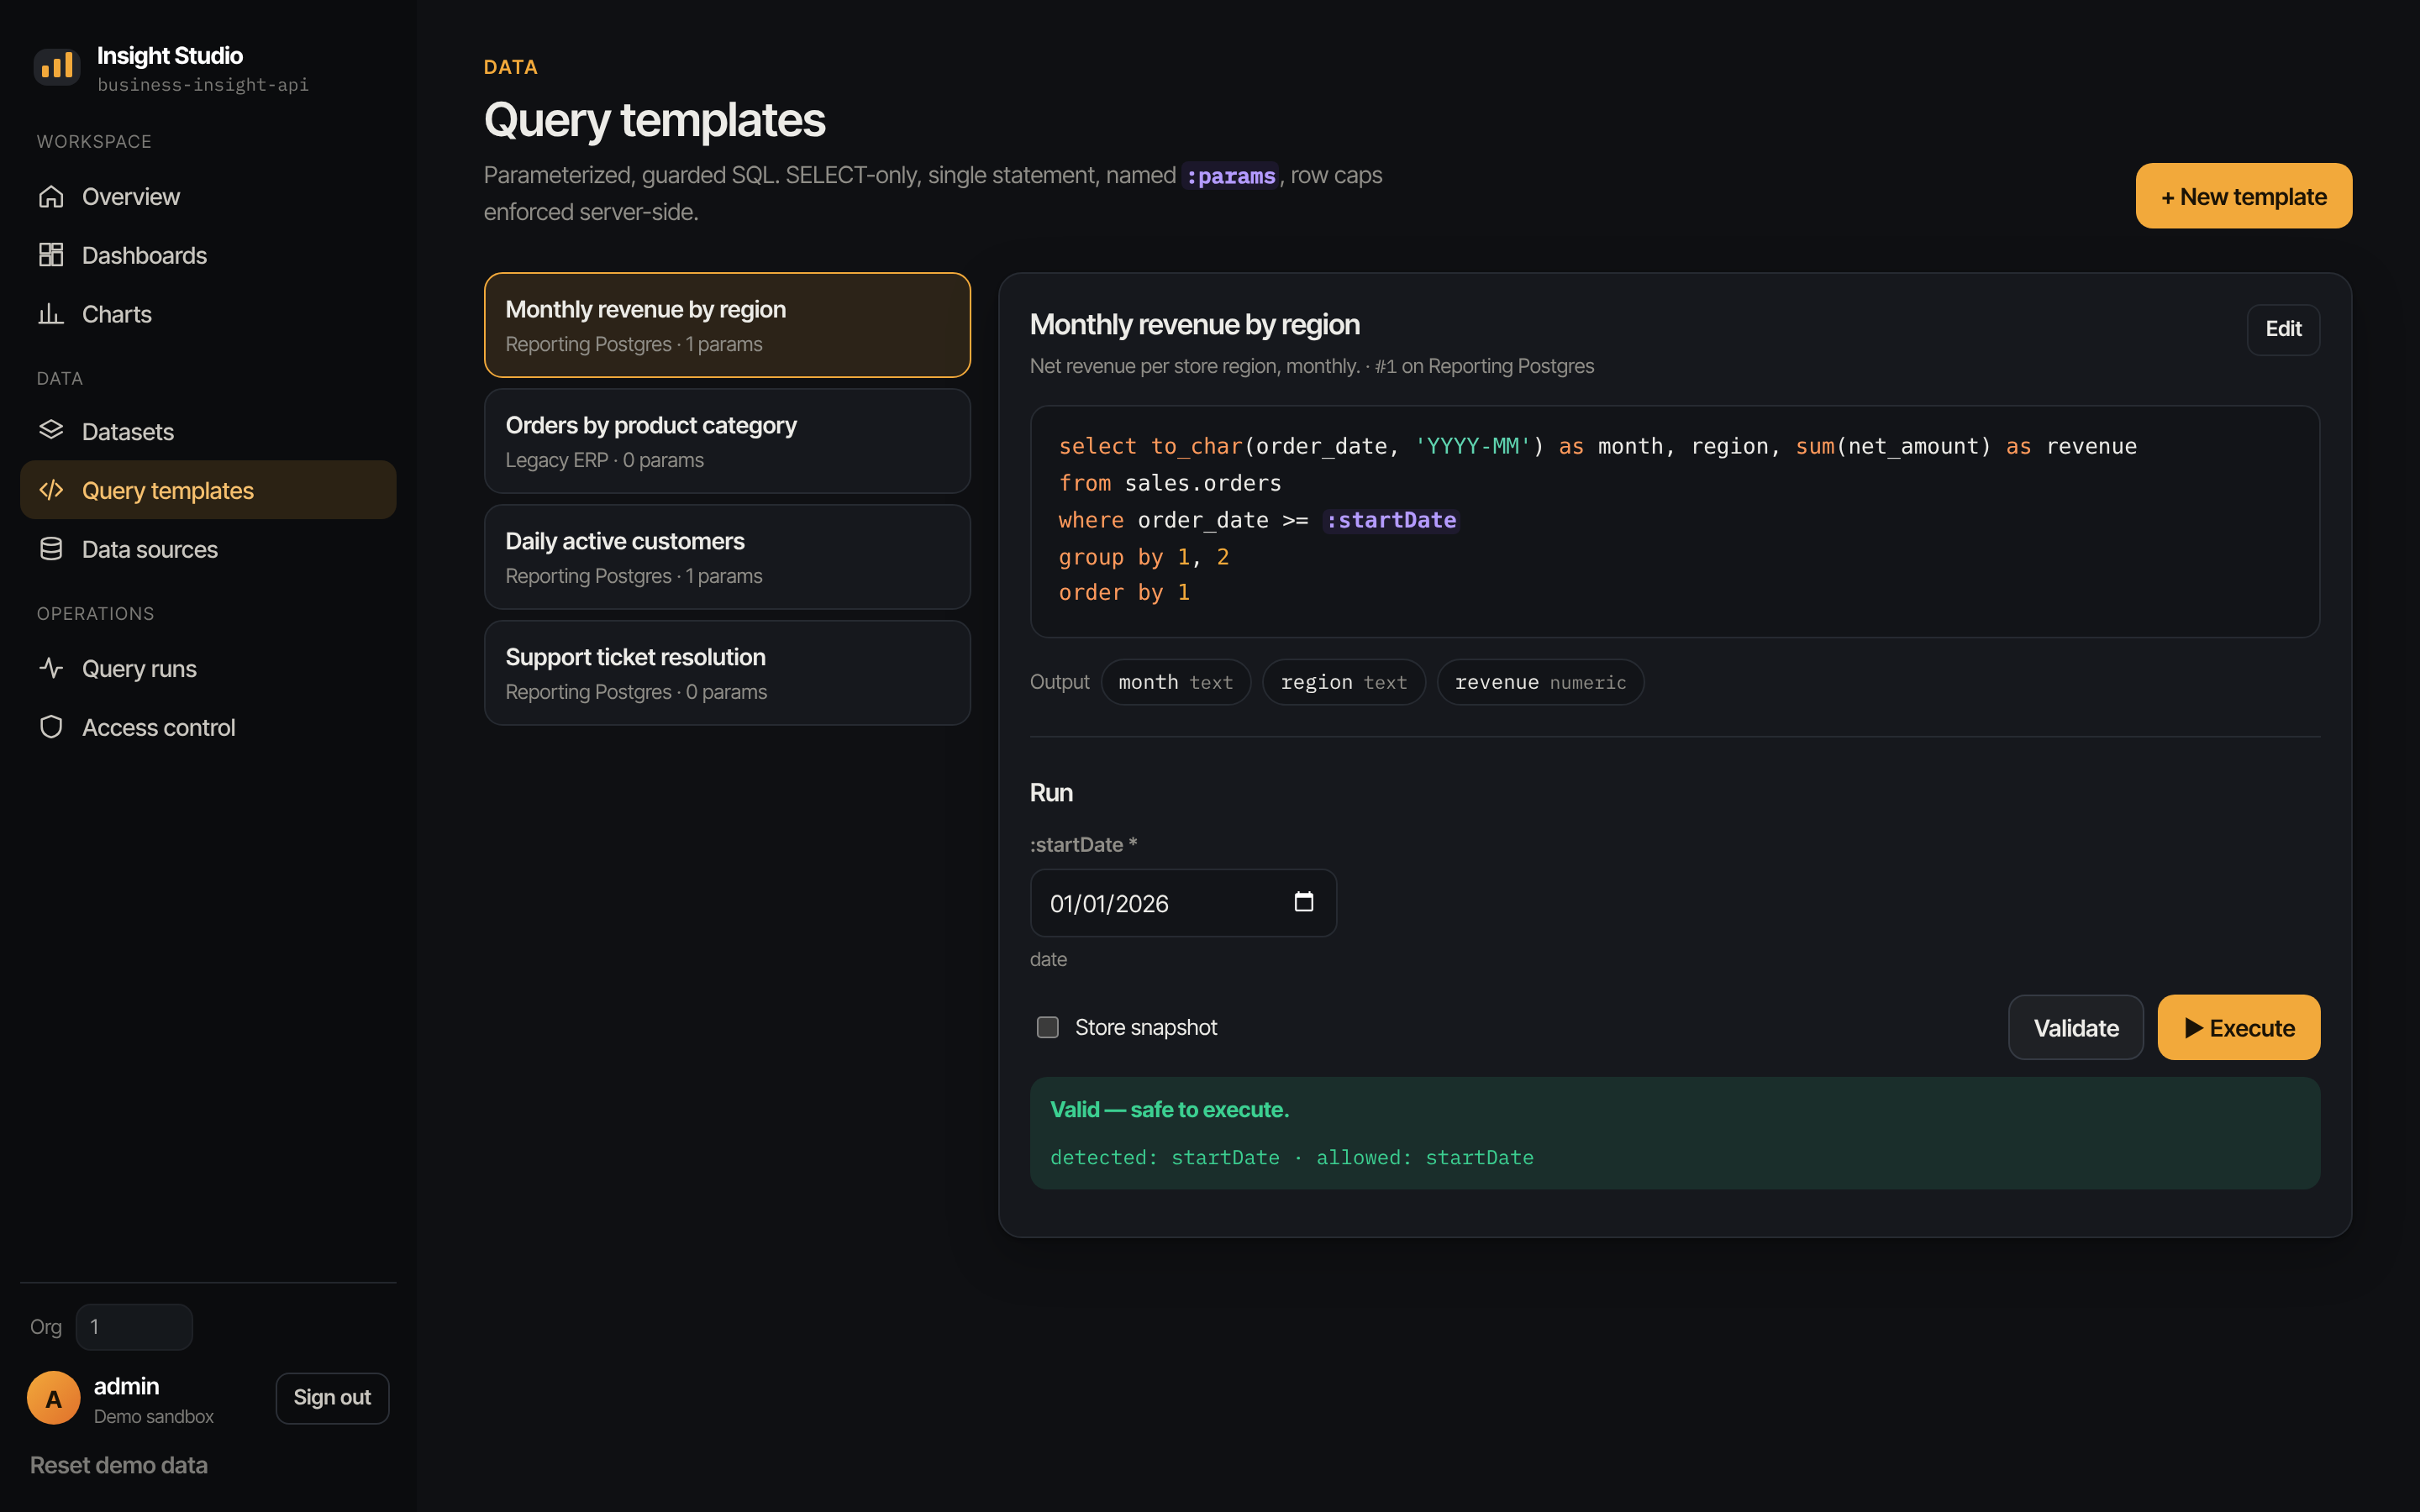 Insight Studio
business-insight-api
WORKSPACE
Overview
Dashboards
Charts
DATA
Datasets
Query templates
Data sources
OPERATIONS
Query runs
Access control
Org 1
A
admin
Demo sandbox
Sign out
Reset demo data
DATA
Query templates
Parameterized, guarded SQL. SELECT-only, single statement, named :params, row caps
enforced server-side.
+ New template
Monthly revenue by region
Reporting Postgres · 1 params
Orders by product category
Legacy ERP · 0 params
Daily active customers
Reporting Postgres · 1 params
Support ticket resolution
Reporting Postgres · 0 params
Monthly revenue by region
Edit
Net revenue per store region, monthly. · #1 on Reporting Postgres
select to_char(order_date, 'YYYY-MM') as month, region, sum(net_amount) as revenue
from sales.orders
where order_date >= :startDate
group by 1, 2
order by 1
Output month text region text revenue numeric
Run
:startDate *
01/01/2026
date
Store snapshot
Validate
▶ Execute
Valid — safe to execute.
detected: startDate · allowed: startDate